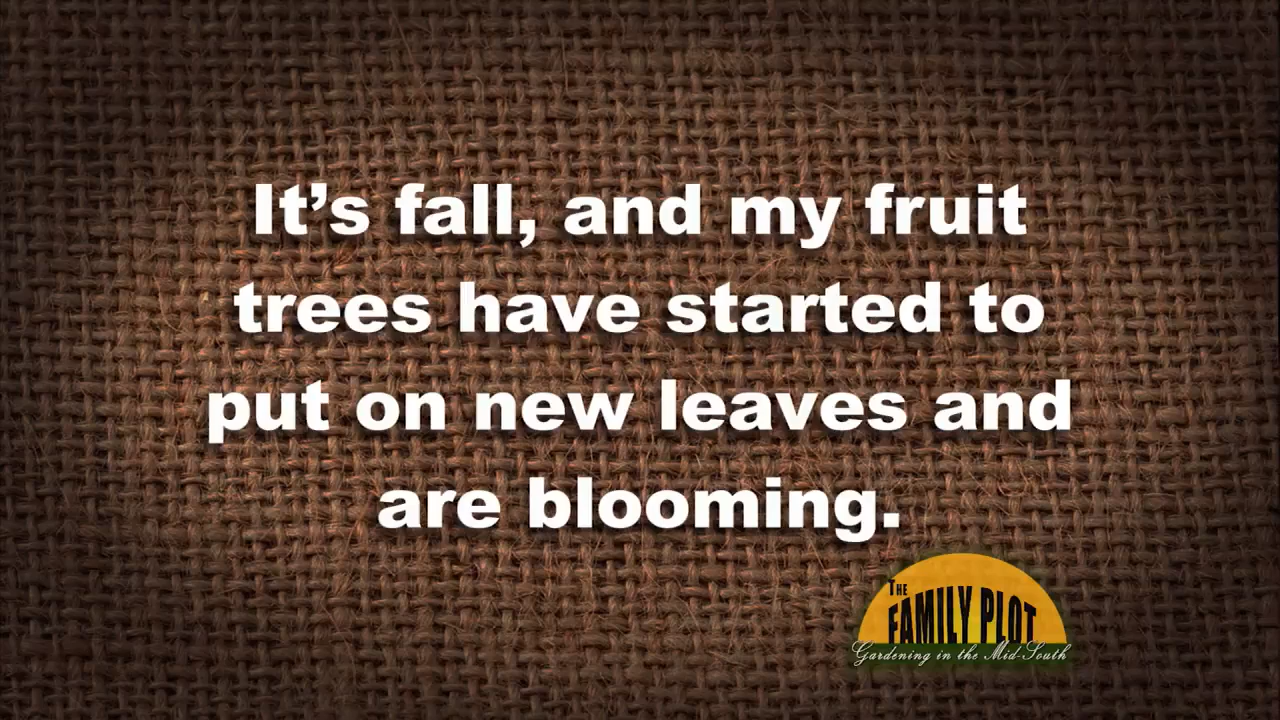 It’s fall, and my fruit
trees have started to
put on new leaves and
are blooming.
THE
FAMILY PLOT
Gardening in the Mid-South